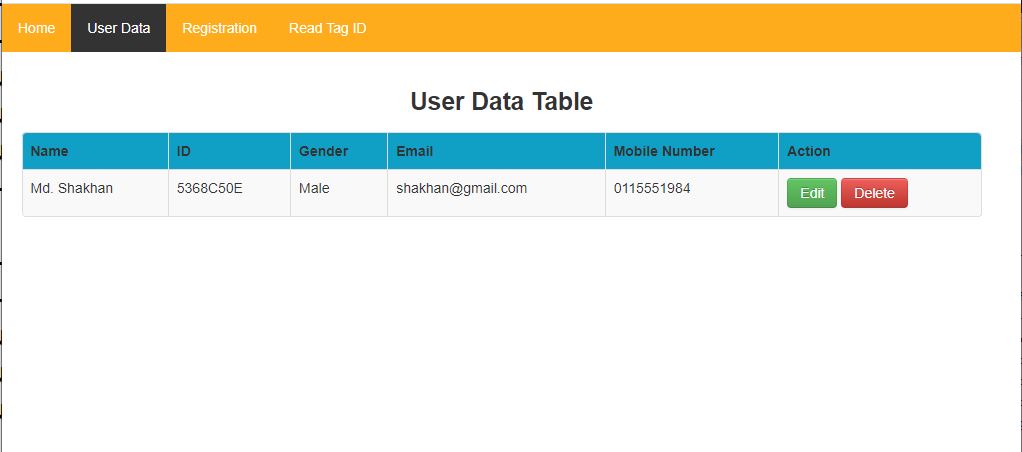 Home User Data Registration Read Tag ID
User Data Table
Name ID Gender Email Mobile Number Action
Md. Shakhan 5368C50E Male shakhan@gmail.com 0115551984 Edit Delete